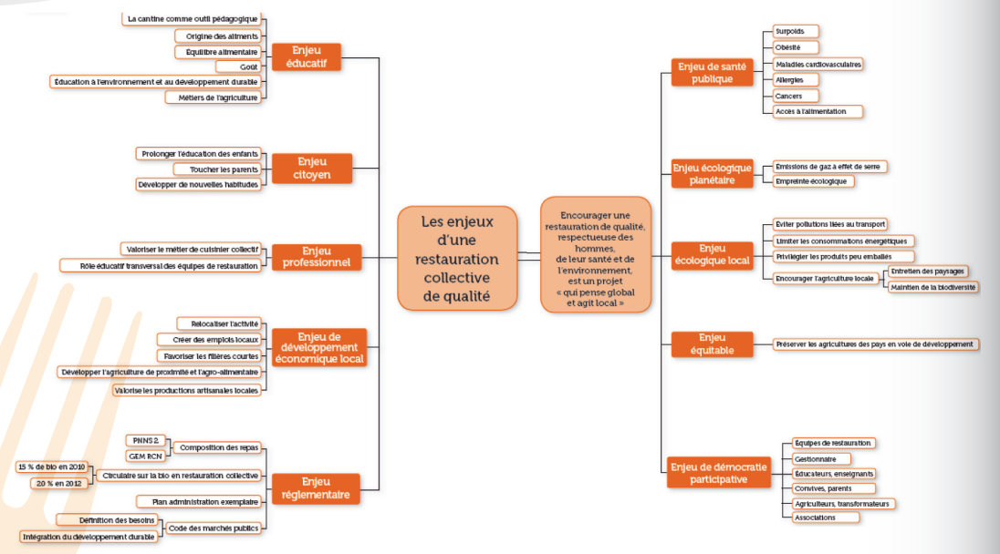 La cantine comme outil pédagogique
Origine des aliments
Équilibre alimentaire
Goût
Éducation à l'environnement et au développement durable
Métiers de l'agriculture
Enjeu
éducatif
Prolonger l'éducation des enfants
Toucher les parents
Développer de nouvelles habitudes
Enjeu
citoyen
Valoriser le métier de cuisinier collectif
Rôle éducatif transversal des équipes de restauration
Enjeu
professionnel
Relocaliser l'activité
Créer des emplois locaux
Favoriser les filières courtes
Développer l'agriculture de proximité et l'agro-alimentaire
Valorise les productions artisanales locales
Enjeu de
développement
économique local
PNNS 2
GEM RCN
Composition des repas
15 % de bio en 2010
20 % en 2012
Circulaire sur la bio en restauration collective
Plan administration exemplaire
Définition des besoins
Intégration du développement durable
Code des marchés publics
Enjeu
réglementaire
Les enjeux
d'une
restauration
collective
de qualité
Encourager une
restauration de qualité,
respectueuse des
hommes,
de leur santé et de
l'environnement,
est un projet
« qui pense global
et agit local »
Enjeu de santé
publique
Surpoids
Obésité
Maladies cardiovasculaires
Allergies
Cancers
Accès à l'alimentation
Enjeu écologique
planétaire
Émissions de gaz à effet de serre
Empreinte écologique
Enjeu
écologique local
Éviter pollutions liées au transport
Limiter les consommations énergétiques
Privilégier les produits peu emballés
Encourager l'agriculture locale
Entretien des paysages
Maintien de la biodiversité
Enjeu
équitable
Préserver les agricultures des pays en voie de développement
Enjeu de démocratie
participative
Équipes de restauration
Gestionnaire
Éducateurs, enseignants
Convives, parents
Agriculteurs, transformateurs
Associations